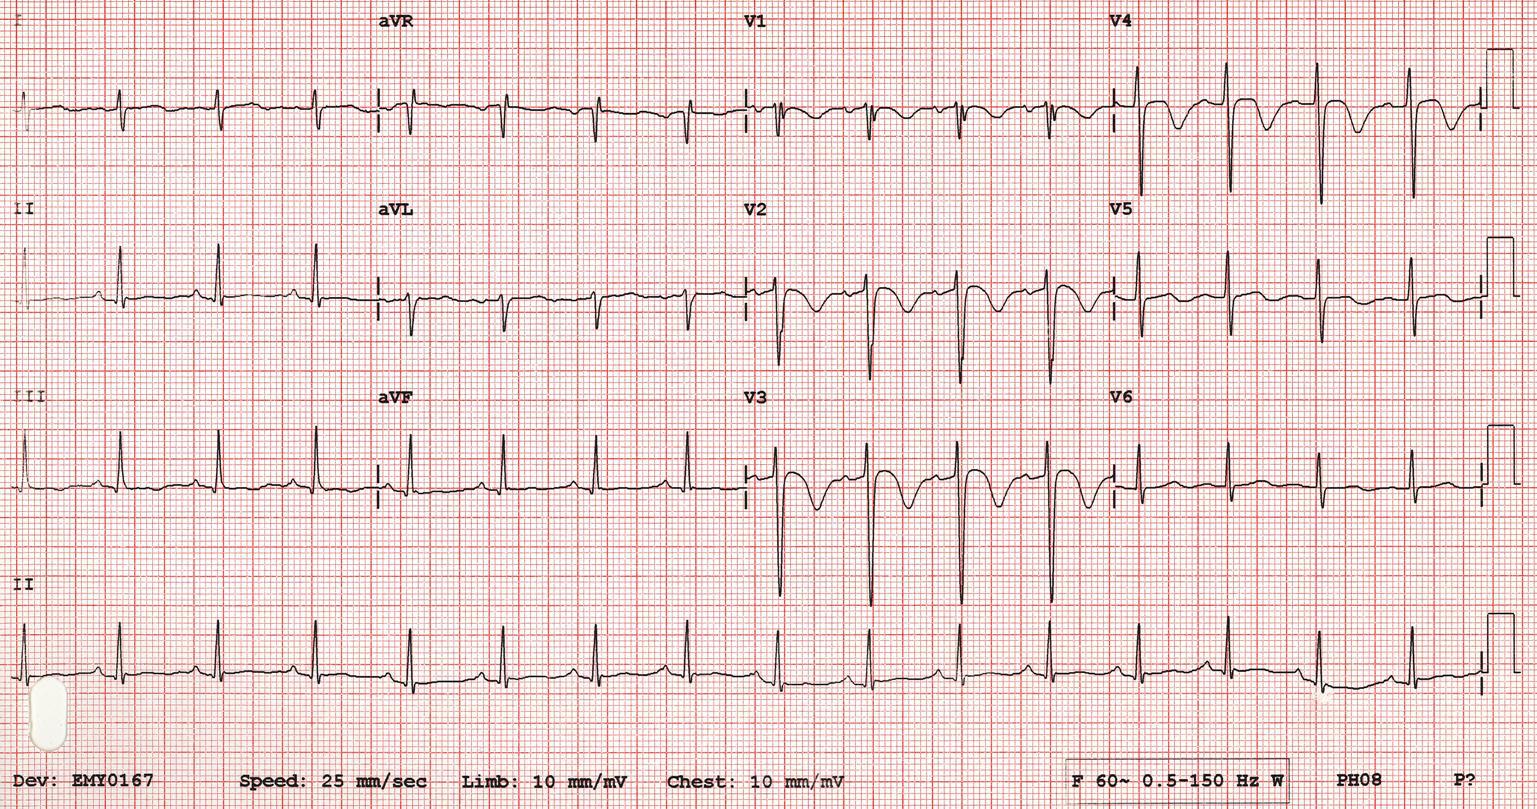 I aVR V1 V4
II aVL V2 V5
III aVF V3 V6
II
Dev: EMY0167 Speed: 25 mm/sec Limb: 10 mm/mV Chest: 10 mm/mV F 60~ 0.5-150 Hz W PH08 P?